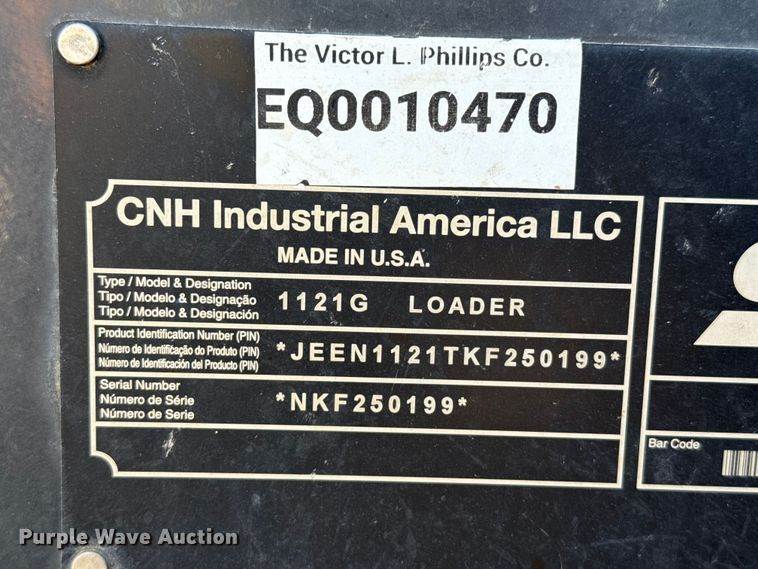 The Victor L. Phillips Co.
EQ0010470
CNH Industrial America LLC
MADE IN U.S.A.
Type / Model & Designation
Tipo / Modelo & Designação
Tipo / Modelo & Designación
1121G LOADER
Product Identification Number (PIN)
Número de Identificação do Produto (PIN)
Número de Identificación del Producto (PIN)
*JEEN1121TKF250199*
Serial Number
Número de Série
Número de Serie
*NKF250199*
Bar Code
Purple Wave Auction